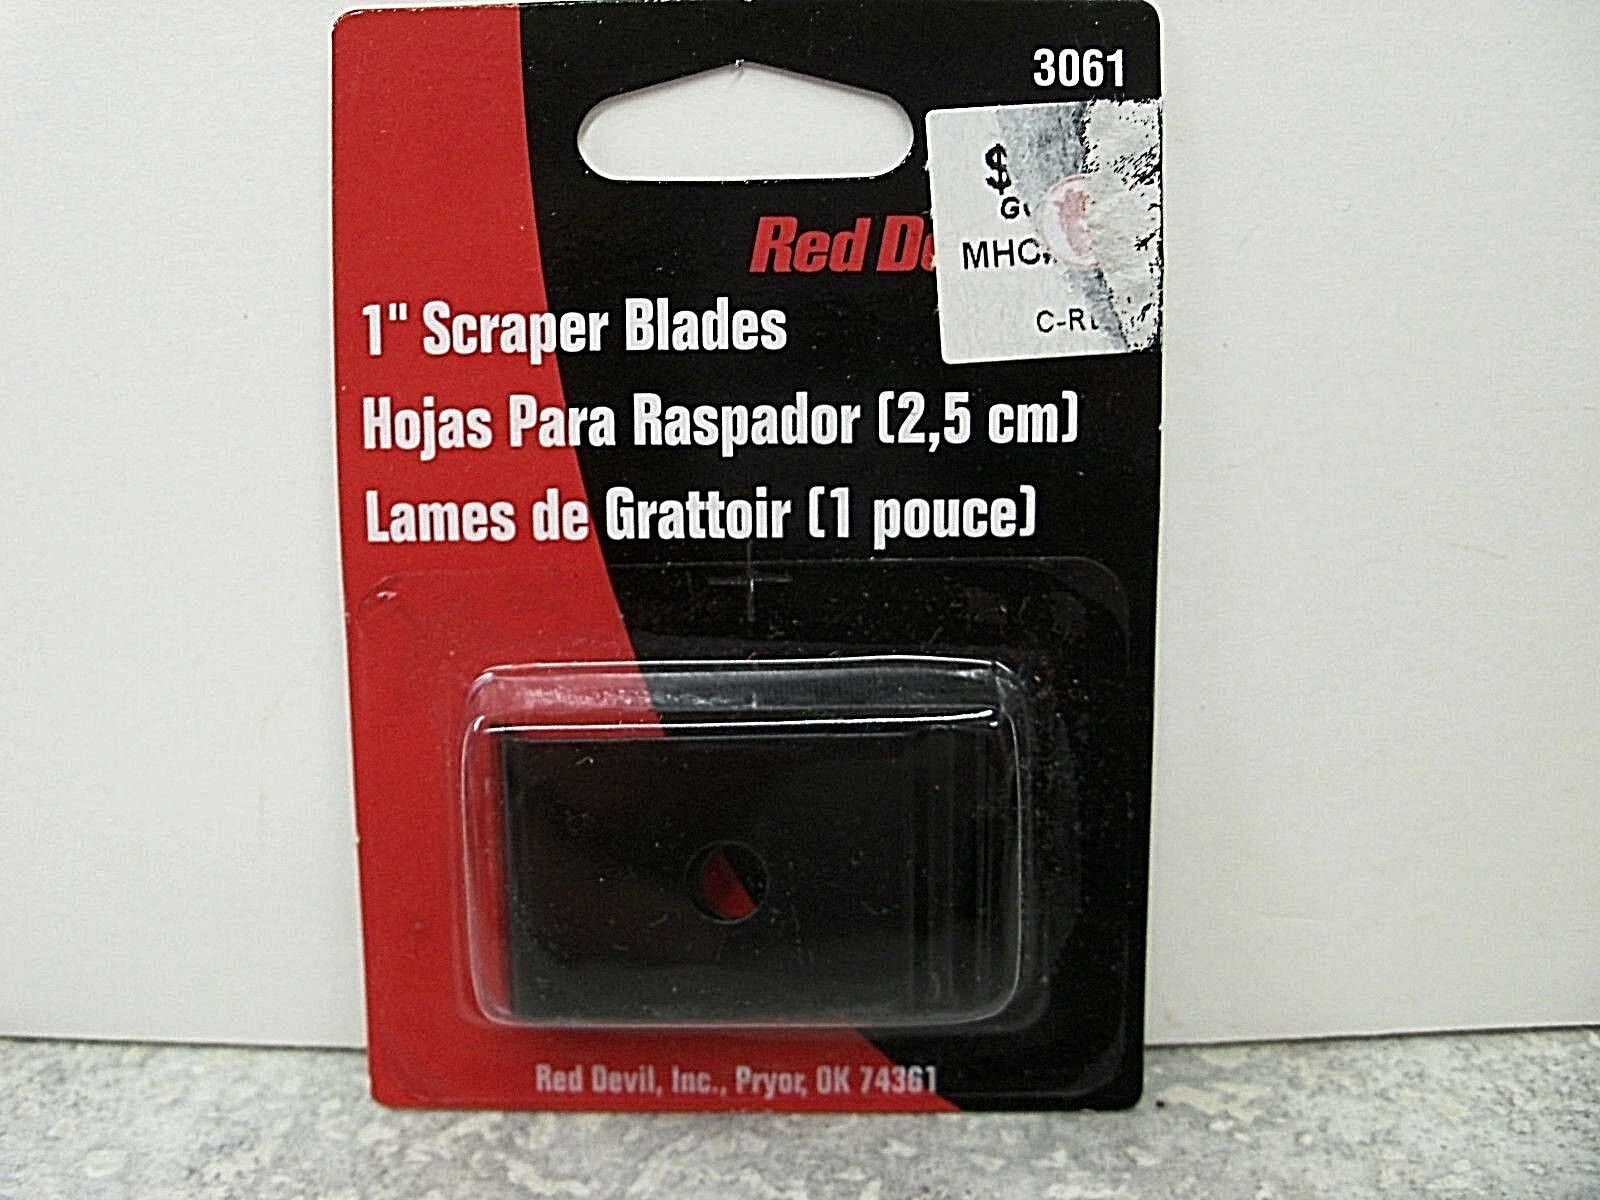 3061
$
Red
MHC
1" Scraper Blades
Hojas Para Raspador (2,5 cm)
Lames de Grattoir (1 pouce)
Red Devil, Inc., Pryor, OK 74361